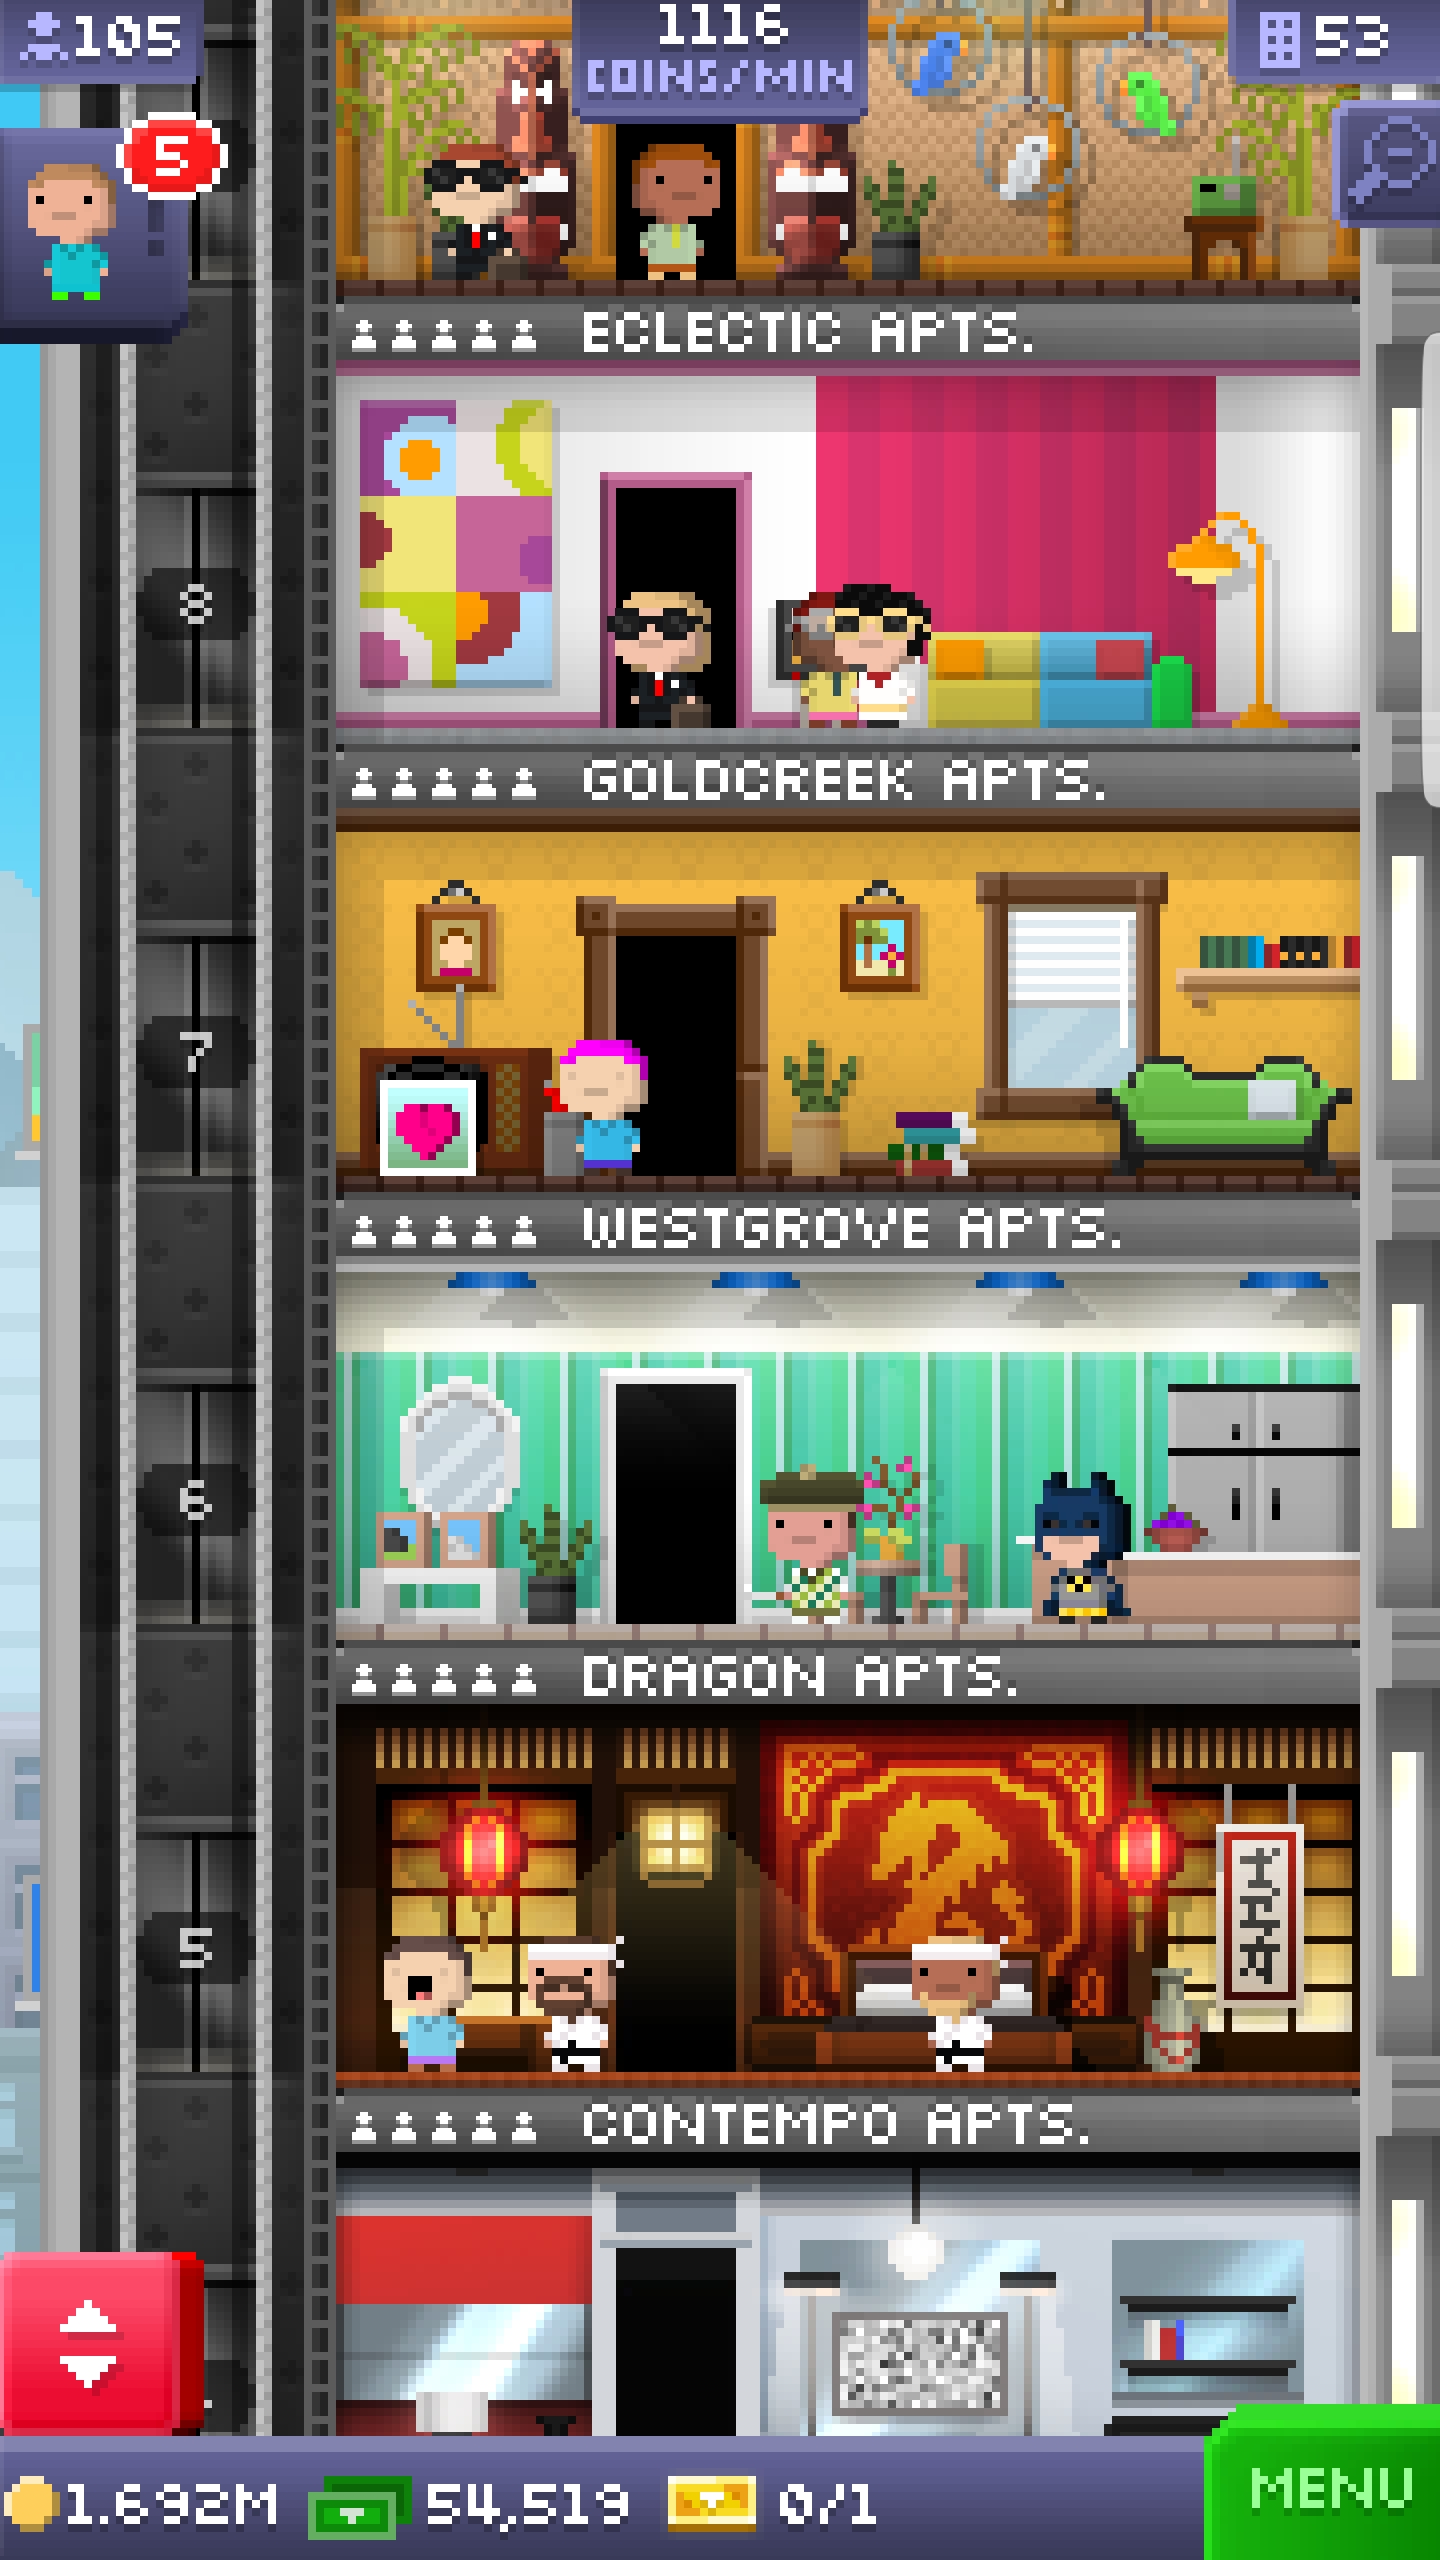 105
1116
COINS/MIN
53
5
ECLECTIC APTS.
8
GOLDCREEK APTS.
7
WESTGROVE APTS.
6
DRAGON APTS.
5
CONTEMPO APTS.
1.692M
54,519
0/1
MENU